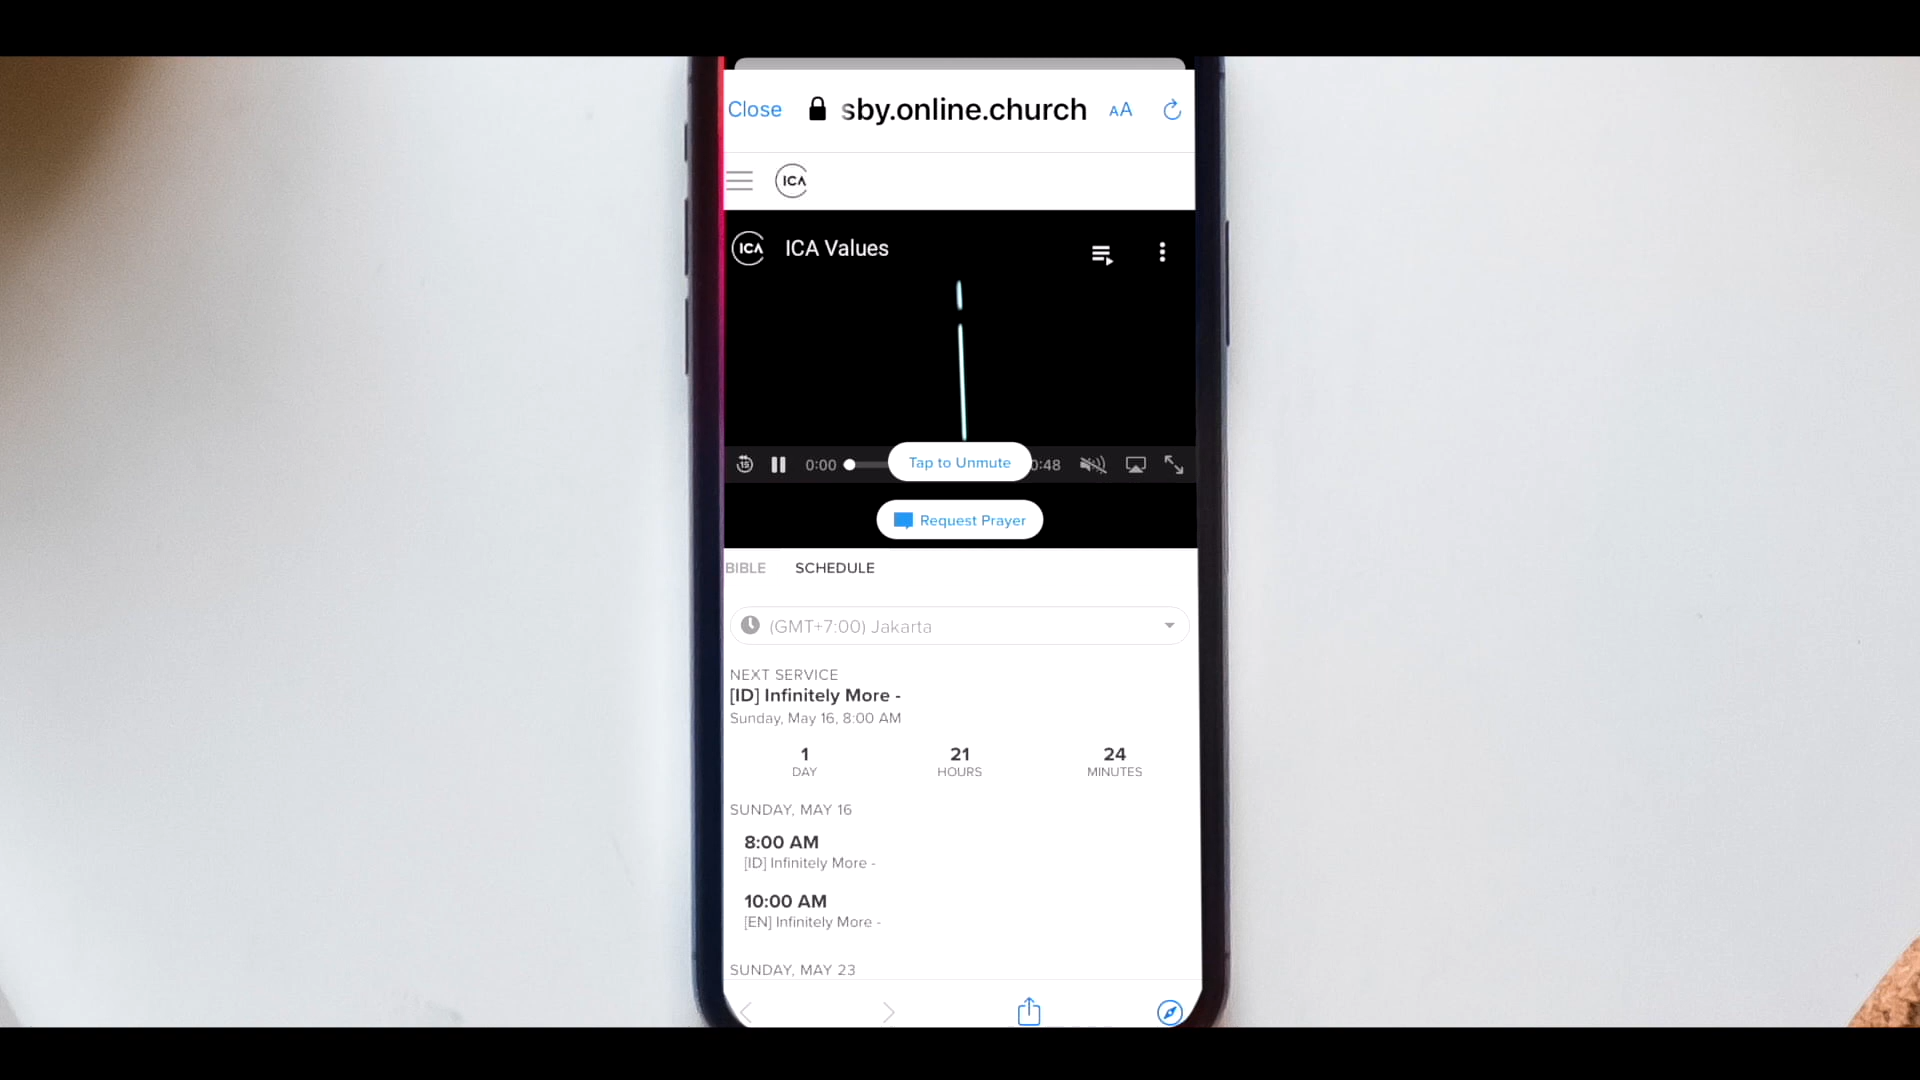 Close sby.online.church AA
ICA
ICA ICA Values
0:00 Tap to Unmute 0:48
15
Request Prayer
BIBLE SCHEDULE
(GMT+7:00) Jakarta
NEXT SERVICE
[ID] Infinitely More -
Sunday, May 16, 8:00 AM
1 21 24
DAY HOURS MINUTES
SUNDAY, MAY 16
8:00 AM
[ID] Infinitely More -
10:00 AM
[EN] Infinitely More -
SUNDAY, MAY 23